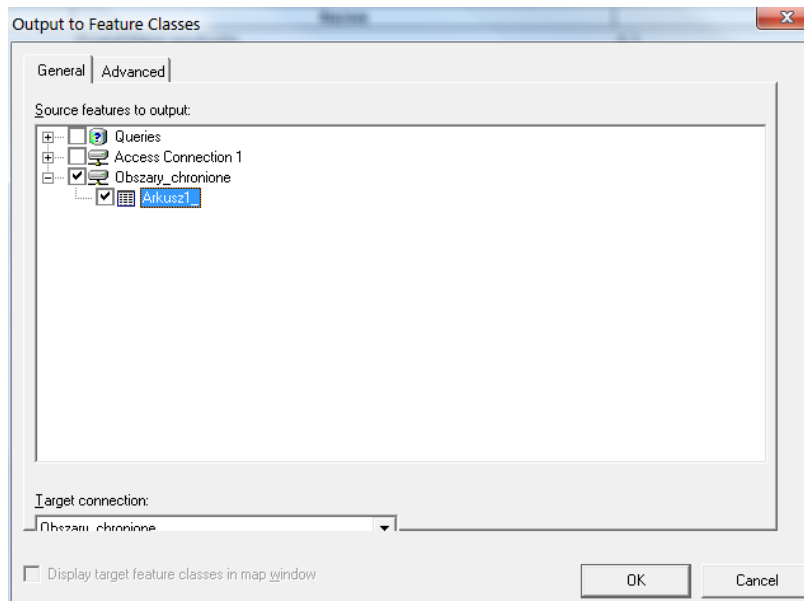 Output to Feature Classes
General
Advanced
Source features to output:
Queries
Access Connection 1
Obszary_chronione
Arkusz1_
Target connection:
Obszary_chronione
Display target feature classes in map window
OK
Cancel